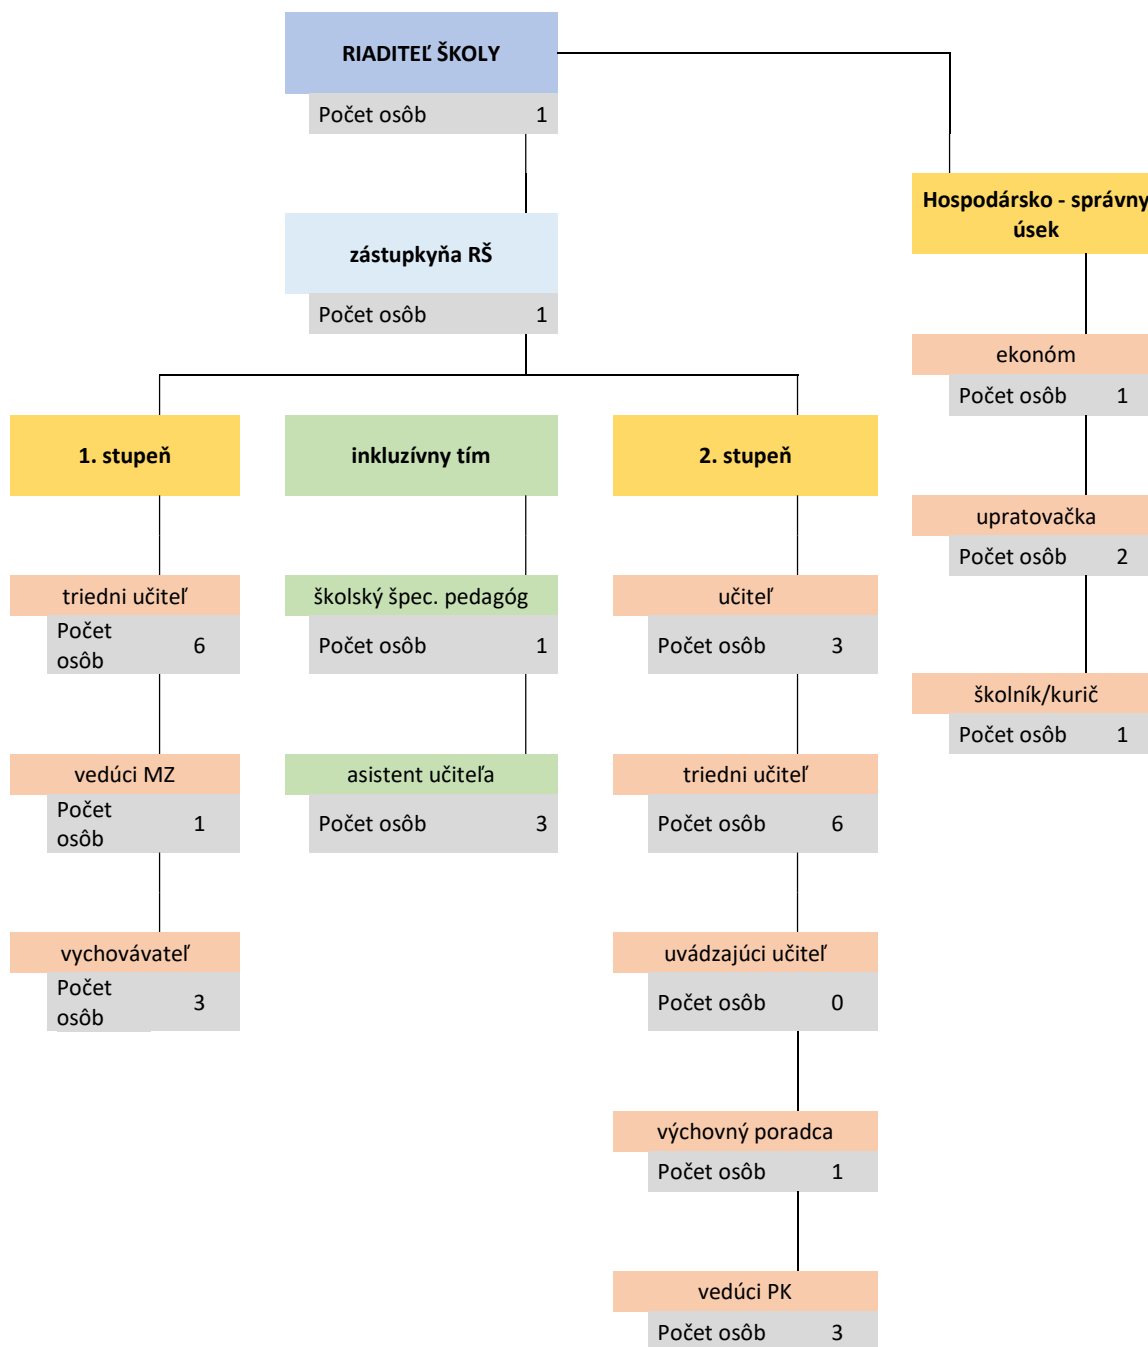 RIADITEĽ ŠKOLY
Počet osôb 1
zástupkyňa RŠ
Počet osôb 1
1. stupeň
triedni učiteľ
Počet
osôb
6
vedúci MZ
Počet
osôb
1
vychovávateľ
Počet
osôb
3
inkluzívny tím
školský špec. pedagóg
Počet osôb 1
asistent učiteľa
Počet osôb 3
2. stupeň
učiteľ
Počet osôb 3
triedni učiteľ
Počet osôb 6
uvádzajúci učiteľ
Počet osôb 0
výchovný poradca
Počet osôb 1
vedúci PK
Počet osôb 3
Hospodársko - správny
úsek
ekonóm
Počet osôb 1
upratovačka
Počet osôb 2
školník/kurič
Počet osôb 1